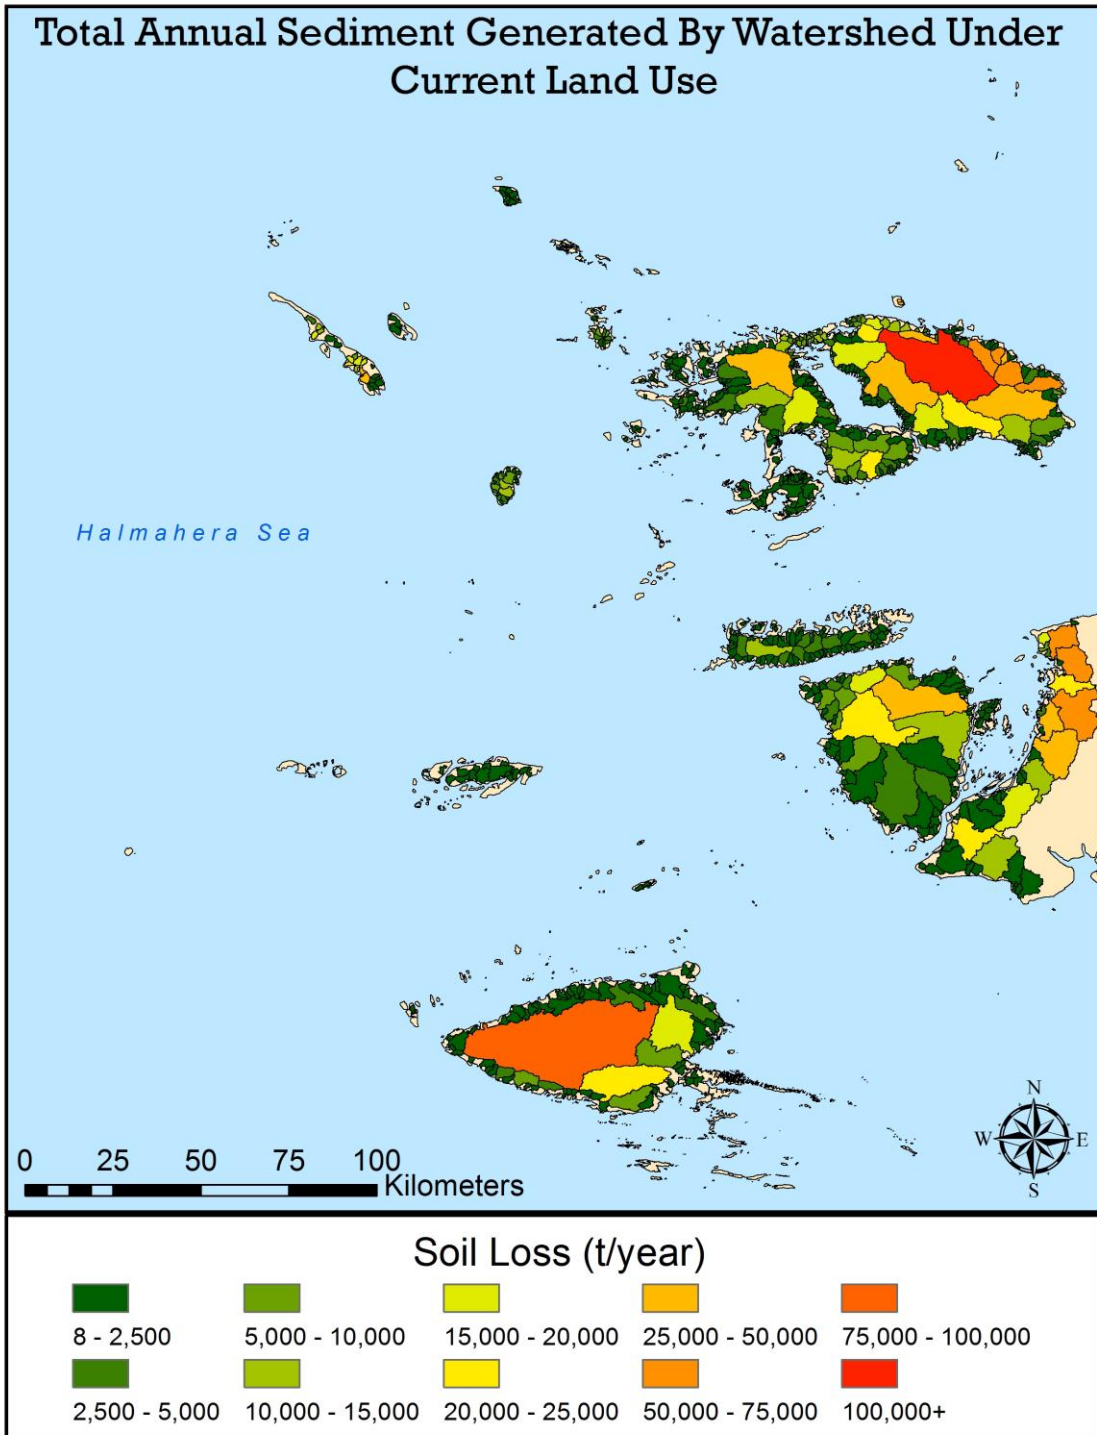 Total Annual Sediment Generated By Watershed Under
Current Land Use
Halmahera Sea
N
W E
S
0 25 50 75 100
Kilometers
Soil Loss (t/year)
8 - 2,500 5,000 - 10,000 15,000 - 20,000 25,000 - 50,000 75,000 - 100,000
2,500 - 5,000 10,000 - 15,000 20,000 - 25,000 50,000 - 75,000 100,000+